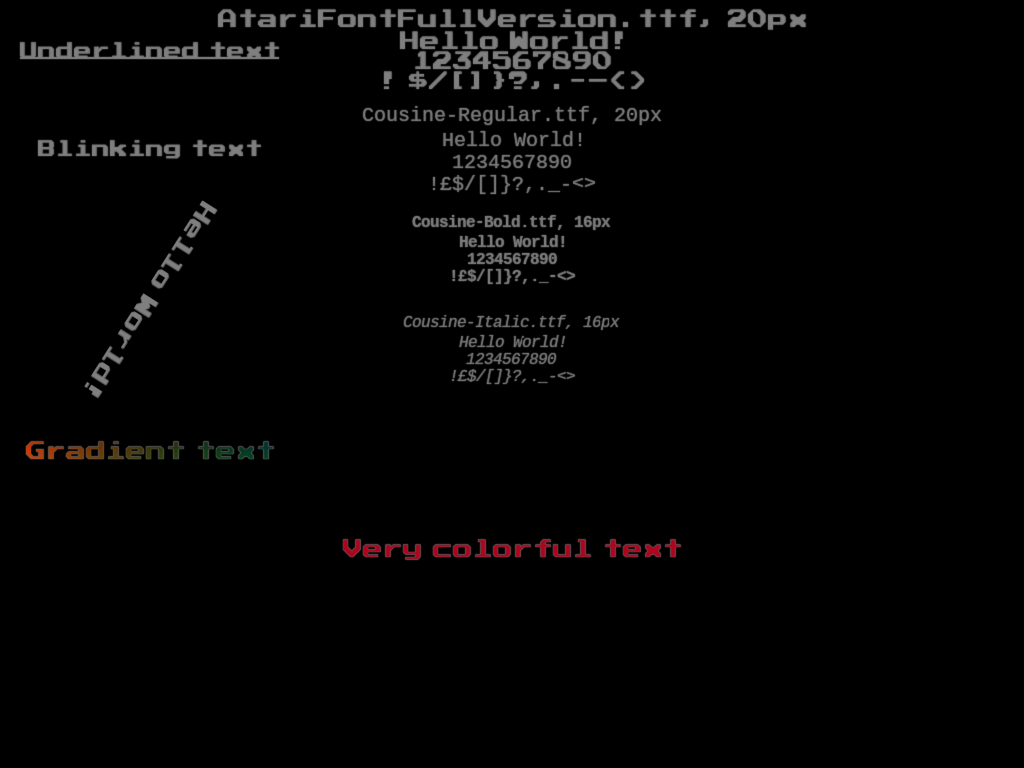 AtariFontFullVersion.ttf, 20px
Hello World!
1234567890
! $/[]}?,.--<>
Underlined text
Cousine-Regular.ttf, 20px
Hello World!
1234567890
!£$/[]}?,._-<>
Blinking text
Cousine-Bold.ttf, 16px
Hello World!
1234567890
!£$/[]}?,._-<>
Hello World!
Cousine-Italic.ttf, 16px
Hello World!
1234567890
!£$/[]}?,._-<>
Gradient text
Very colorful text